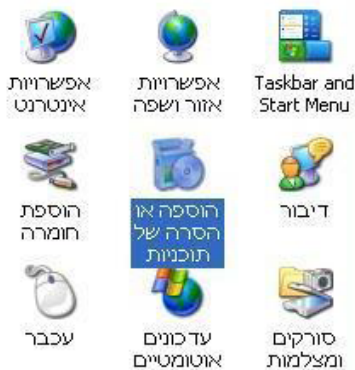 Taskbar and
Start Menu
אפשרויות
אזור ושפה
אפשרויות
אינטרנט
דיבור
הוספה או
הסרה של
תוכניות
הוספת
חומרה
סורקים
ומצלמות
עדכונים
אוטומטיים
עכבר